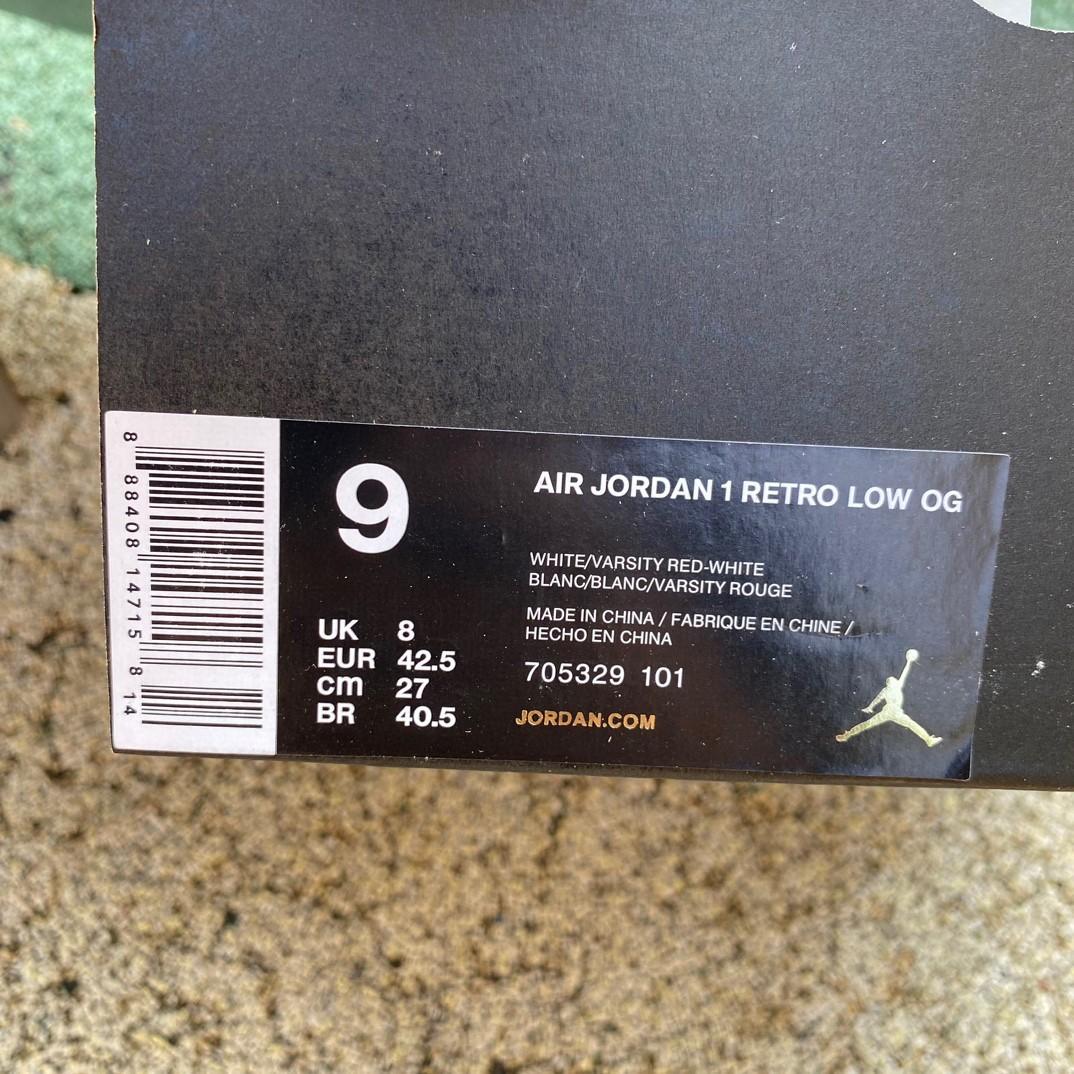 8 88408 14715 8 14
9
AIR JORDAN 1 RETRO LOW OG
WHITE/VARSITY RED-WHITE
BLANC/BLANC/VARSITY ROUGE
MADE IN CHINA / FABRIQUE EN CHINE /
HECHO EN CHINA
705329 101
JORDAN.COM
UK 8
EUR 42.5
cm 27
BR 40.5